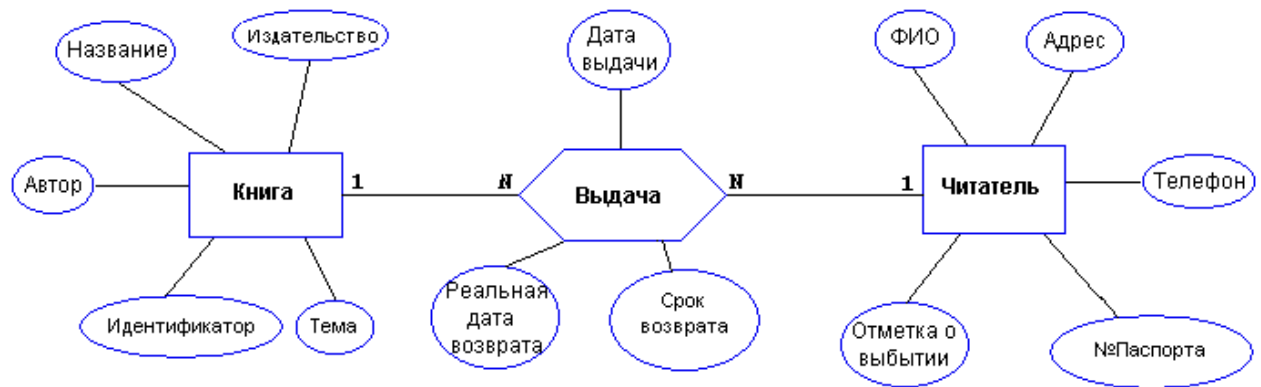 Название
Издательство
Дата
выдачи
ФИО
Адрес
Автор
Книга
1
N
Выдача
N
1
Читатель
Телефон
Идентификатор
Тема
Реальная
дата
возврата
Срок
возврата
Отметка о
выбытии
№Паспорта